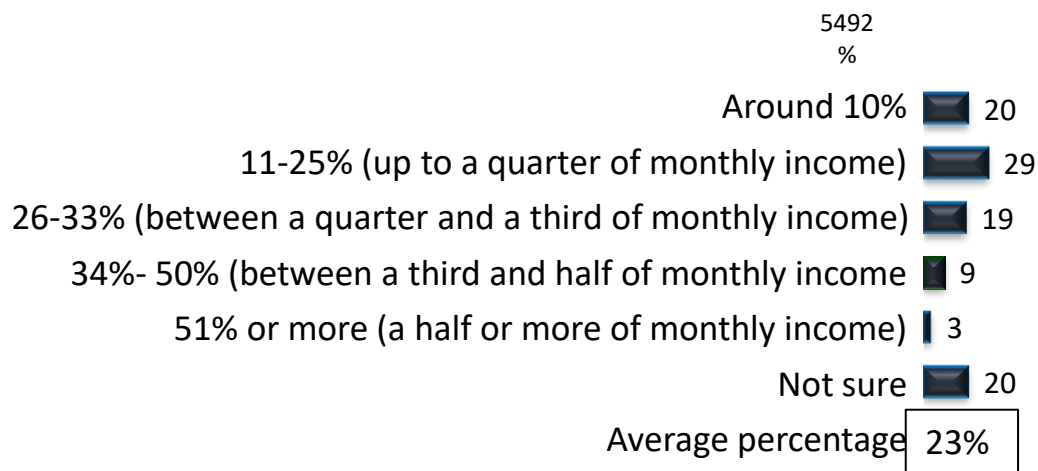 5492
%
Around 10% 20
11-25% (up to a quarter of monthly income) 29
26-33% (between a quarter and a third of monthly income) 19
34%- 50% (between a third and half of monthly income 9
51% or more (a half or more of monthly income) 3
Not sure 20
Average percentage 23%